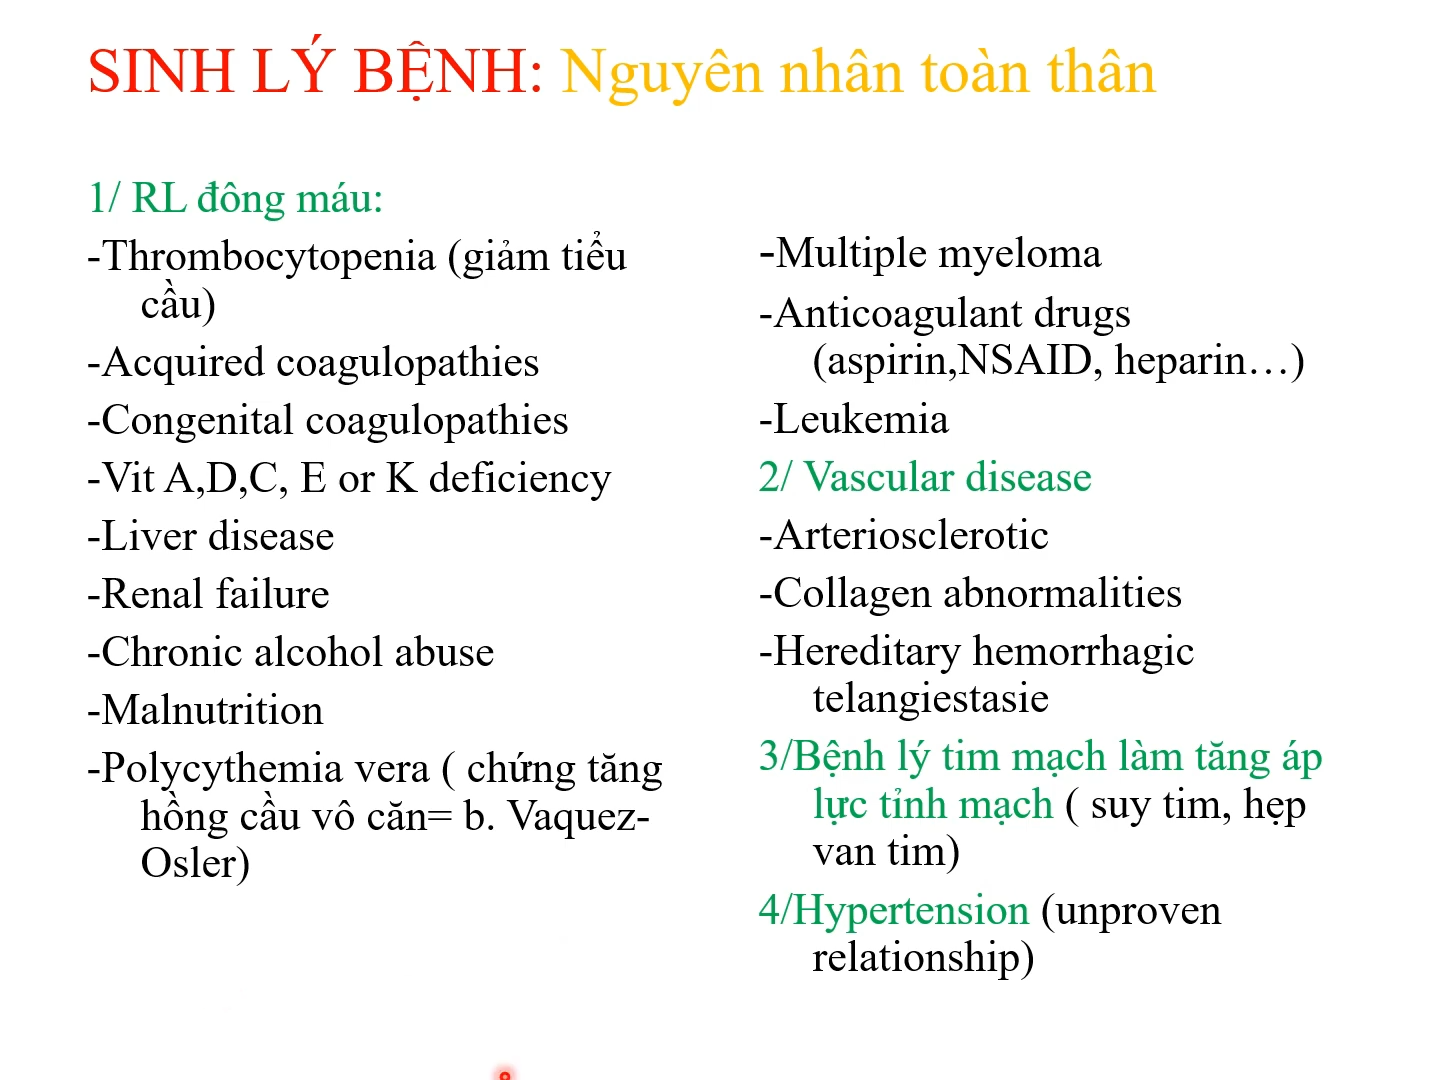 SINH LÝ BỆNH: Nguyên nhân toàn thân
1/ RL đông máu:
-Thrombocytopenia (giảm tiểu
cầu)
-Acquired coagulopathies
-Congenital coagulopathies
-Vit A,D,C, E or K deficiency
-Liver disease
-Renal failure
-Chronic alcohol abuse
-Malnutrition
-Polycythemia vera ( chứng tăng
hồng cầu vô căn= b. Vaquez-
Osler)
-Multiple myeloma
-Anticoagulant drugs
(aspirin,NSAID, heparin…)
-Leukemia
2/ Vascular disease
-Arteriosclerotic
-Collagen abnormalities
-Hereditary hemorrhagic
telangiestasie
3/Bệnh lý tim mạch làm tăng áp
lực tỉnh mạch ( suy tim, hẹp
van tim)
4/Hypertension (unproven
relationship)